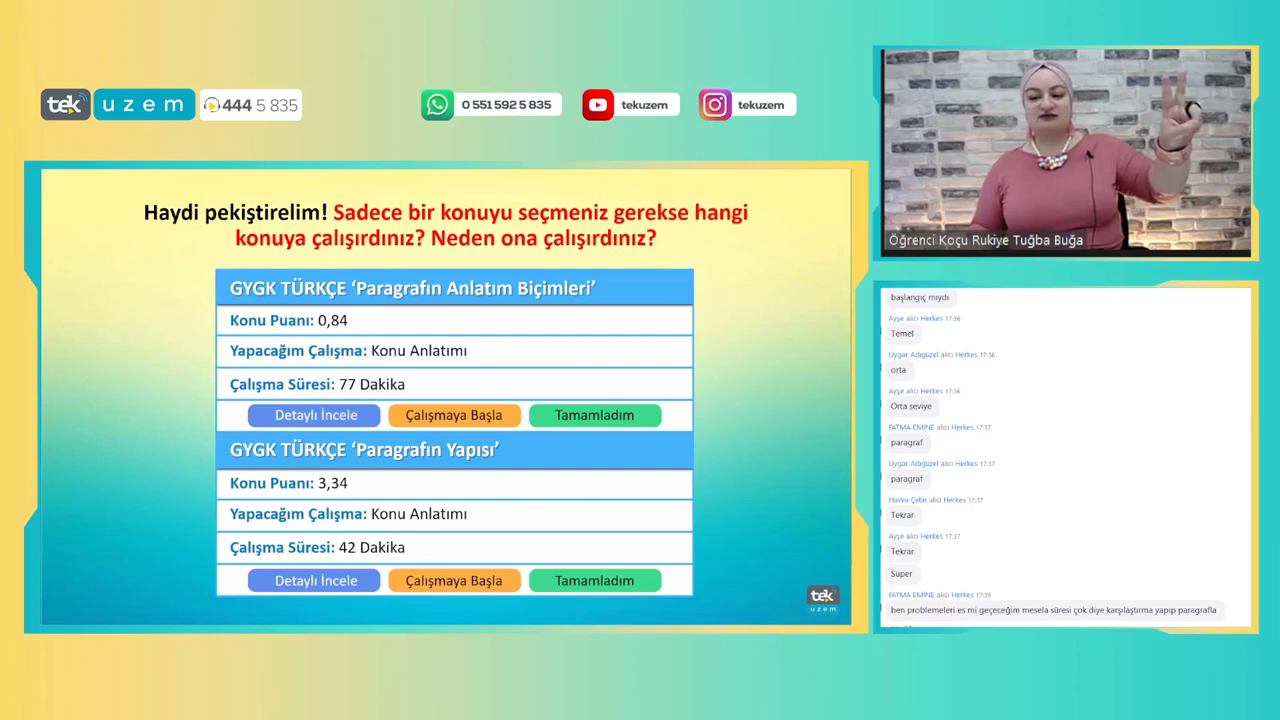 tek uzem 444 5 835
0 551 592 5 835
tekuzem
tekuzem
Haydi pekiştirelim! Sadece bir konuyu seçmeniz gerekse hangi
konuya çalışırdınız? Neden ona çalışırdınız?
GYGK TÜRKÇE ‘Paragrafın Anlatım Biçimleri’
Konu Puanı: 0,84
Yapacağım Çalışma: Konu Anlatımı
Çalışma Süresi: 77 Dakika
Detaylı İncele Çalışmaya Başla Tamamladım
GYGK TÜRKÇE ‘Paragrafın Yapısı’
Konu Puanı: 3,34
Yapacağım Çalışma: Konu Anlatımı
Çalışma Süresi: 42 Dakika
Detaylı İncele Çalışmaya Başla Tamamladım
tek
uzem
Öğrenci Koçu Rukiye Tuğba Buğa
başlangıç mıydı
Ayşe alıcı Herkes 17:36
Temel
Uygar Adıgüzel alıcı Herkes 17:36
orta
Ayşe alıcı Herkes 17:36
Orta seviye
FATMA EMİNE alıcı Herkes 17:37
paragraf
Uygar Adıgüzel alıcı Herkes 17:37
paragraf
Havva Çetin alıcı Herkes 17:37
Tekrar
Ayşe alıcı Herkes 17:37
Tekrar
Süper
FATMA EMİNE alıcı Herkes 17:39
ben problemeleri es mi geçeceğim mesela süresi çok diye karşılaştırma yapıp paragrafla